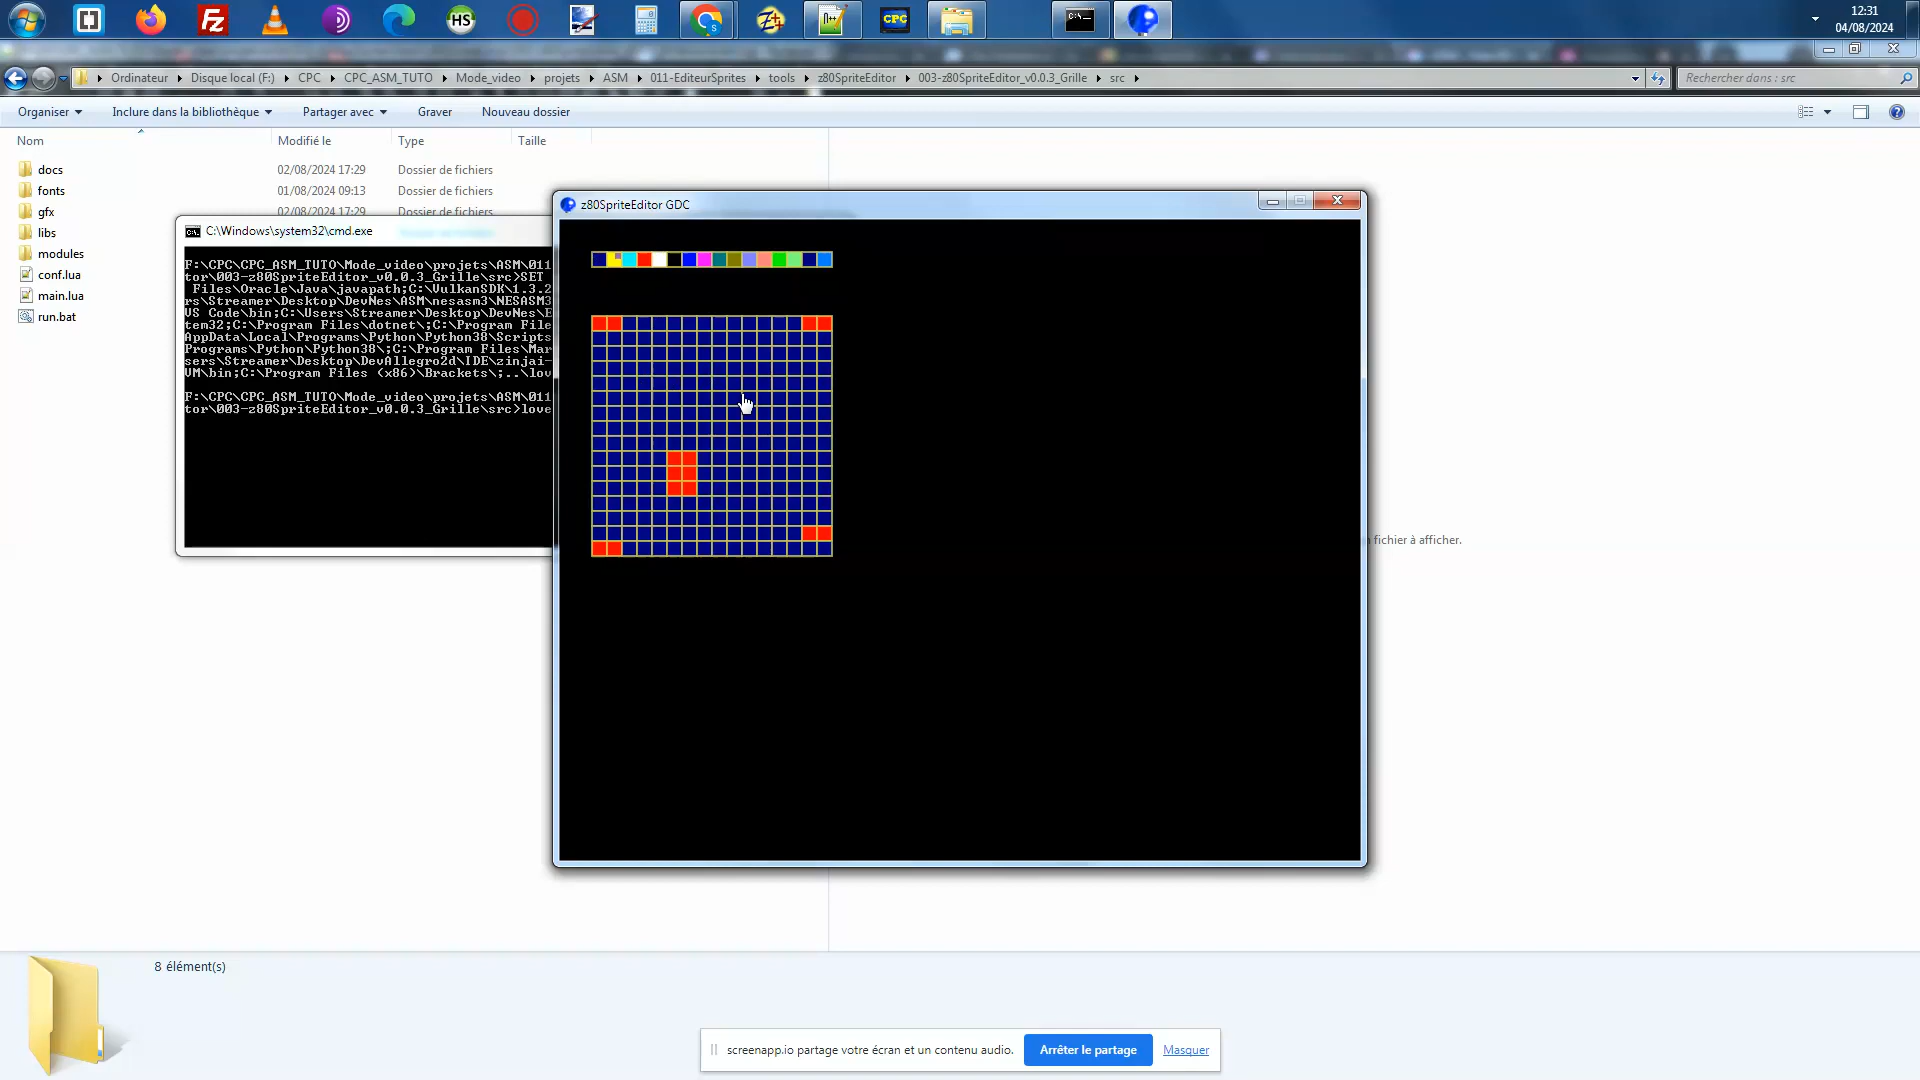 12:31
04/08/2024
Ordinateur Disque local (F:) CPC CPC_ASM_TUTO Mode_video projets ASM 011-EditeurSprites tools z80SpriteEditor 003-z80SpriteEditor_v0.0.3_Grille src
Rechercher dans : src
Organiser Inclure dans la bibliothèque Partager avec Graver Nouveau dossier
Nom Modifié le Type Taille
docs 02/08/2024 17:29 Dossier de fichiers
fonts 01/08/2024 09:13 Dossier de fichiers
gfx 02/08/2024 17:29 Dossier de fichiers
libs
modules
conf.lua
main.lua
run.bat
C:\Windows\system32\cmd.exe
F:\CPC\CPC_ASM_TUTO\Mode_video\projets\ASM\011
tor\003-z80SpriteEditor_v0.0.3_Grille\src>SET
Files\Oracle\Java\javapath;C:\VulkanSDK\1.3.2
rs\Streamer\Desktop\DevNes\ASM\nesasm3\NESASM3
VS Code\bin;C:\Users\Streamer\Desktop\DevNes\E
tem32;C:\Program Files\dotnet\;C:\Program File
AppData\Local\Programs\Python\Python38\Scripts
Programs\Python\Python38\;C:\Program Files\Mar
sers\Streamer\Desktop\DevAllegro2d\IDE\zinjai-
VM\bin;C:\Program Files (x86)\Brackets\;..\lov
F:\CPC\CPC_ASM_TUTO\Mode_video\projets\ASM\011
tor\003-z80SpriteEditor_v0.0.3_Grille\src>love
z80SpriteEditor GDC
fichier à afficher.
8 élément(s)
screenapp.io partage votre écran et un contenu audio. Arrêter le partage Masquer
HS
CPC